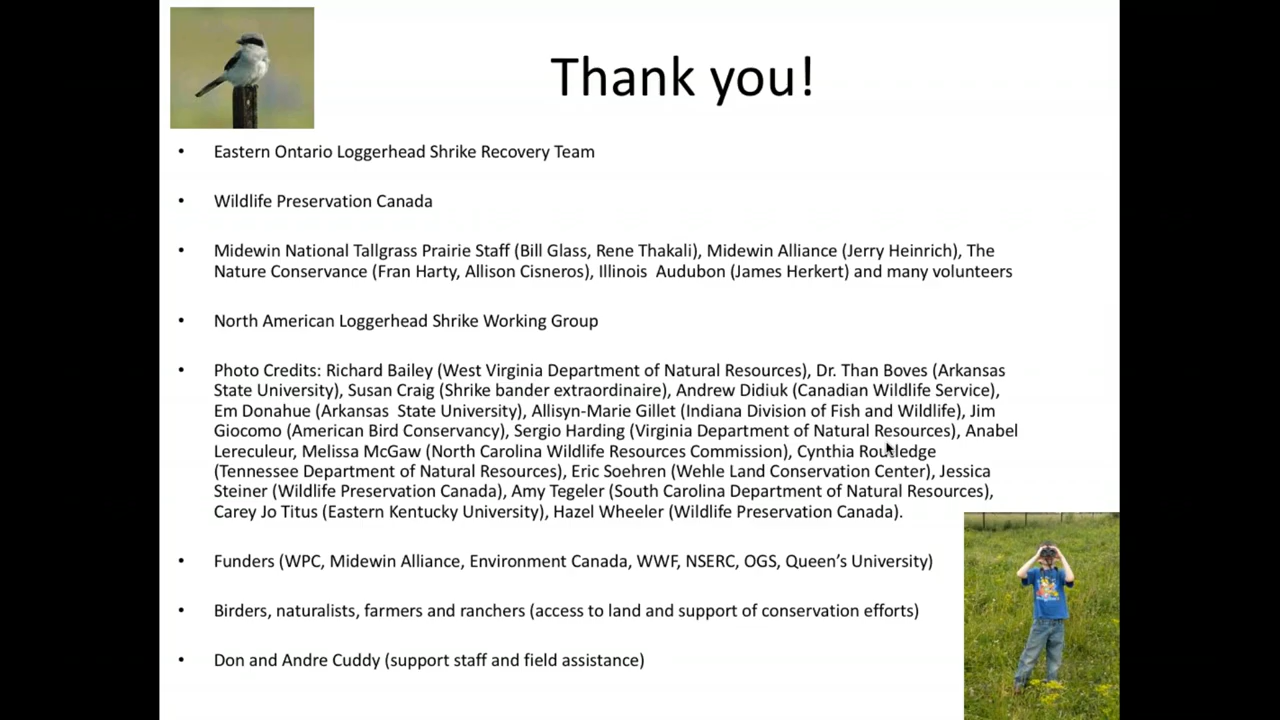 Thank you!
• Eastern Ontario Loggerhead Shrike Recovery Team
• Wildlife Preservation Canada
• Midewin National Tallgrass Prairie Staff (Bill Glass, Rene Thakali), Midewin Alliance (Jerry Heinrich), The
Nature Conservance (Fran Harty, Allison Cisneros), Illinois  Audubon (James Herkert) and many volunteers
• North American Loggerhead Shrike Working Group
• Photo Credits: Richard Bailey (West Virginia Department of Natural Resources), Dr. Than Boves (Arkansas
State University), Susan Craig (Shrike bander extraordinaire), Andrew Didiuk (Canadian Wildlife Service),
Em Donahue (Arkansas  State University), Allisyn-Marie Gillet (Indiana Division of Fish and Wildlife), Jim
Giocomo (American Bird Conservancy), Sergio Harding (Virginia Department of Natural Resources), Anabel
Lereculeur, Melissa McGaw (North Carolina Wildlife Resources Commission), Cynthia Routledge
(Tennessee Department of Natural Resources), Eric Soehren (Wehle Land Conservation Center), Jessica
Steiner (Wildlife Preservation Canada), Amy Tegeler (South Carolina Department of Natural Resources),
Carey Jo Titus (Eastern Kentucky University), Hazel Wheeler (Wildlife Preservation Canada).
• Funders (WPC, Midewin Alliance, Environment Canada, WWF, NSERC, OGS, Queen’s University)
• Birders, naturalists, farmers and ranchers (access to land and support of conservation efforts)
• Don and Andre Cuddy (support staff and field assistance)